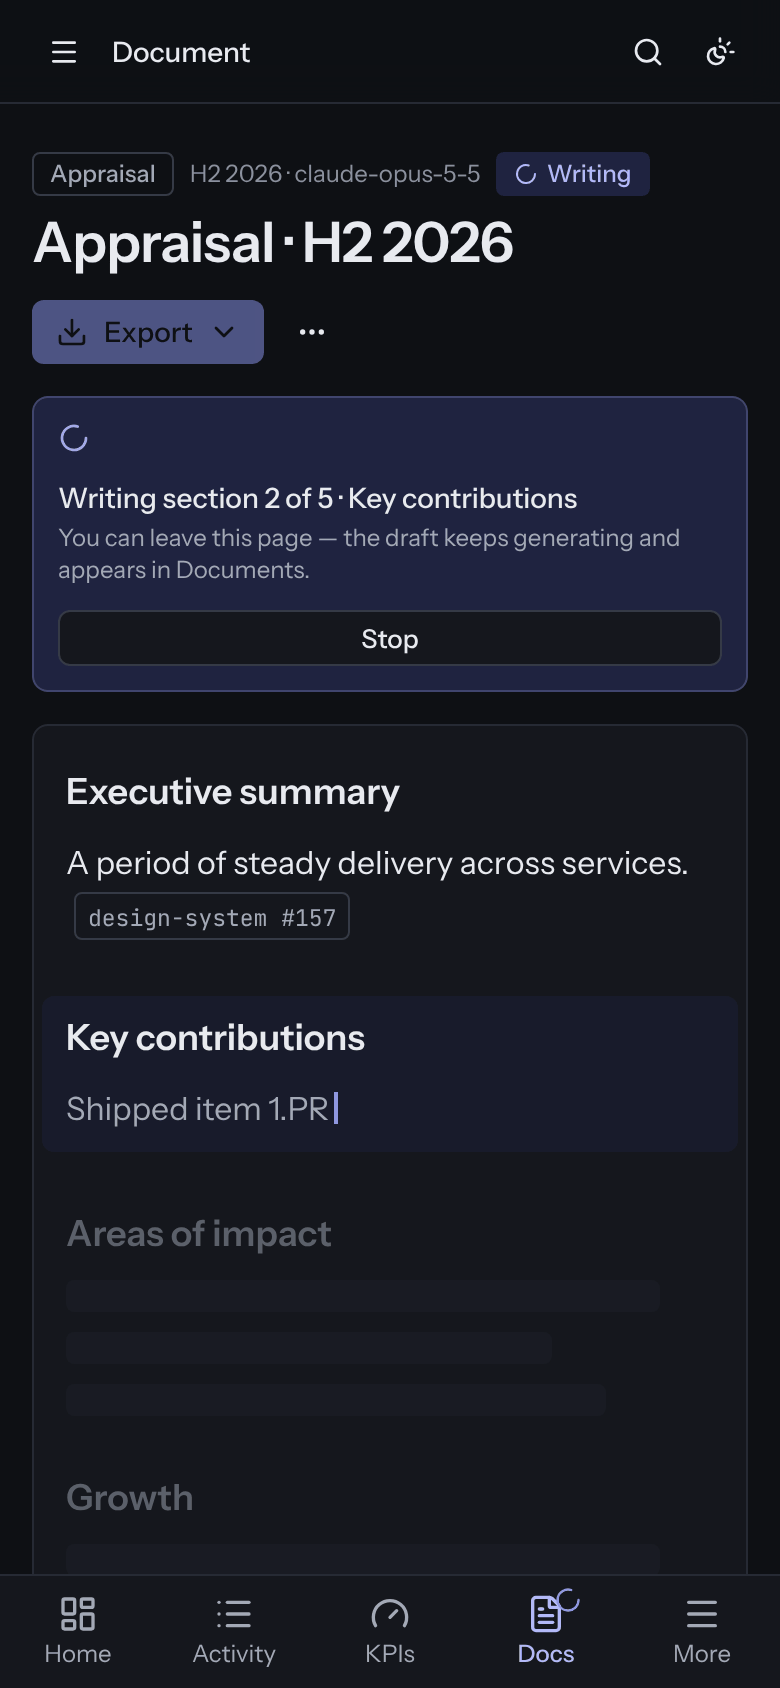 Document
Appraisal
H2 2026 · claude-opus-5-5
Writing
Appraisal · H2 2026
Export
Writing section 2 of 5 · Key contributions
You can leave this page — the draft keeps generating and
appears in Documents.
Stop
Executive summary
A period of steady delivery across services.
design-system #157
Key contributions
Shipped item 1.PR
Areas of impact
Growth
Home
Activity
KPIs
Docs
More